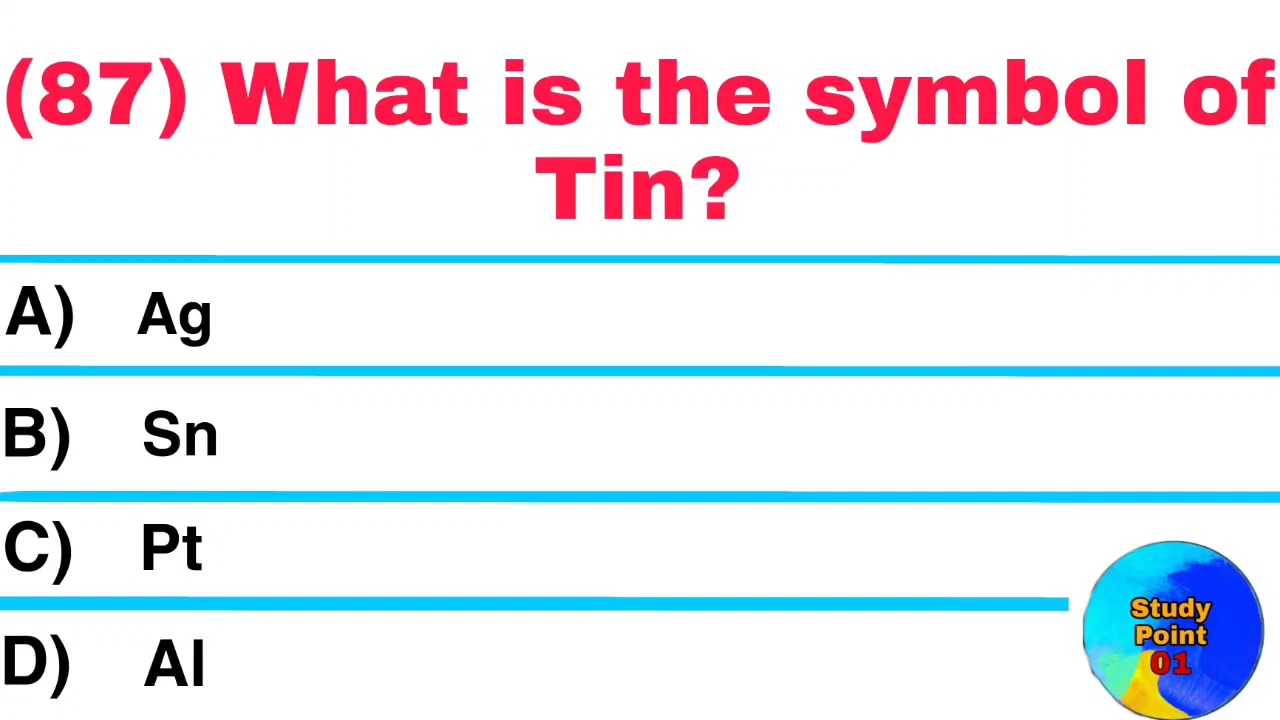 (87) What is the symbol of
Tin?
A) Ag
B) Sn
C) Pt
D) Al
Study
Point
01